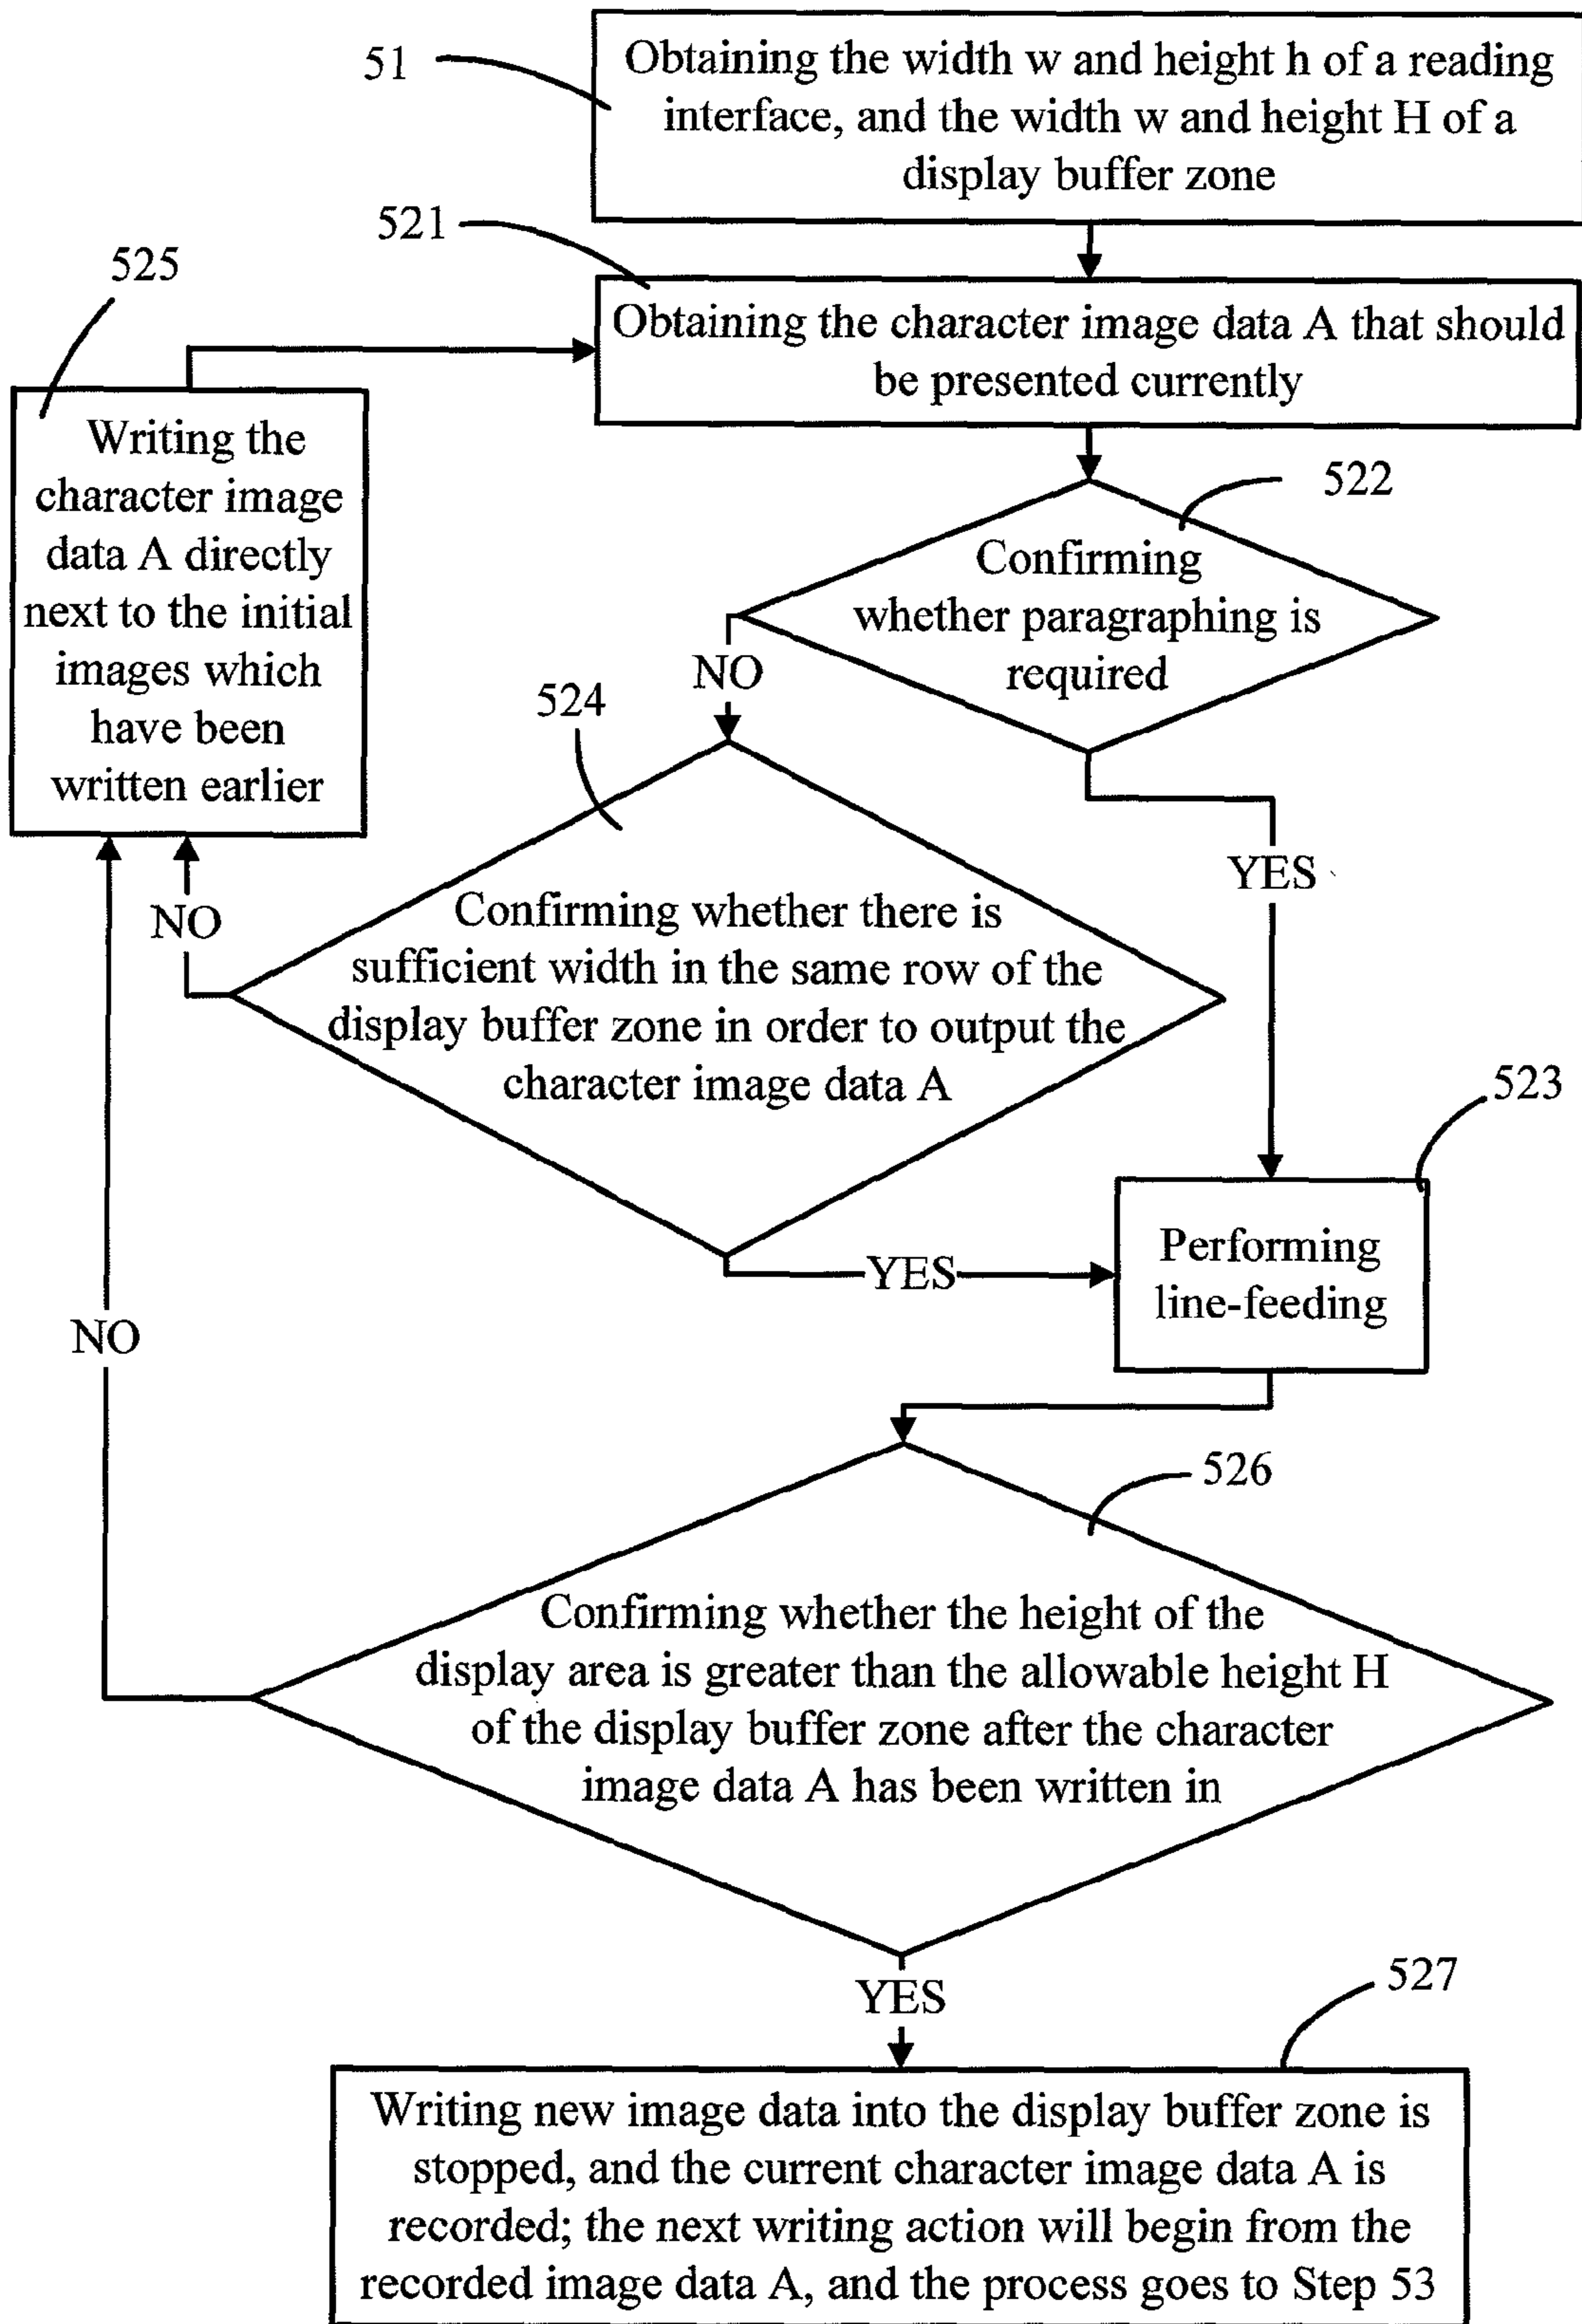 51
Obtaining the width w and height h of a reading
interface, and the width w and height H of a
display buffer zone
521
525
Obtaining the character image data A that should
be presented currently
Writing the
character image
data A directly
next to the initial
images which
have been
written earlier
522
Confirming
whether paragraphing is
required
NO
524
YES
NO
Confirming whether there is
sufficient width in the same row of the
display buffer zone in order to output the
character image data A
523
YES
Performing
line-feeding
NO
526
Confirming whether the height of the
display area is greater than the allowable height H
of the display buffer zone after the character
image data A has been written in
YES
527
Writing new image data into the display buffer zone is
stopped, and the current character image data A is
recorded; the next writing action will begin from the
recorded image data A, and the process goes to Step 53